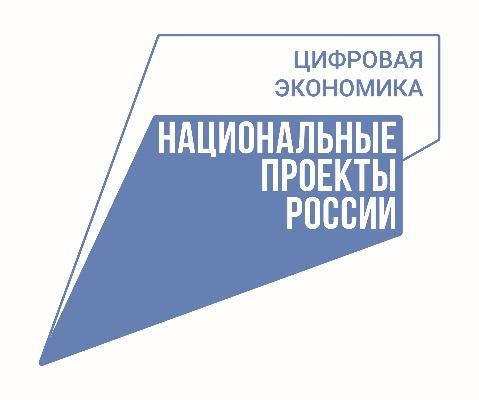 ЦИФРОВАЯ
ЭКОНОМИКА
НАЦИОНАЛЬНЫЕ
ПРОЕКТЫ
РОССИИ